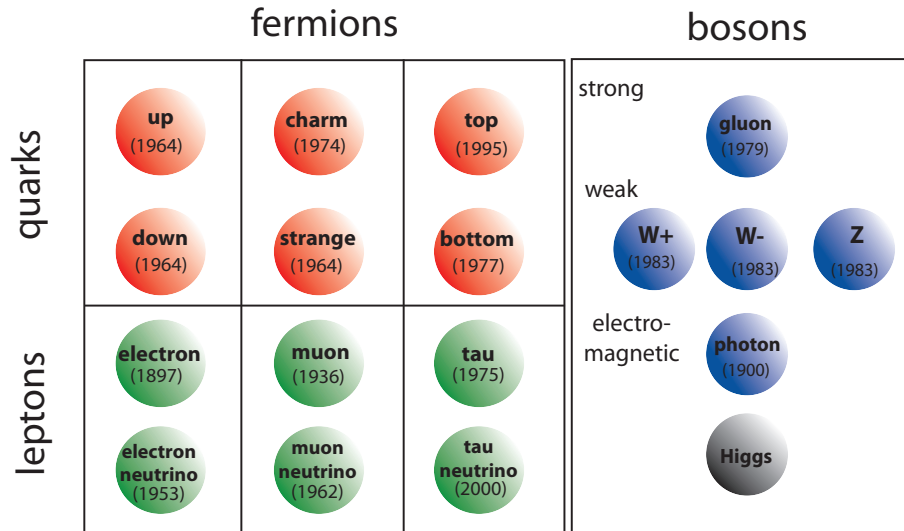 fermions
bosons
quarks
up
(1964)
charm
(1974)
top
(1995)
down
(1964)
strange
(1964)
bottom
(1977)
leptons
electron
(1897)
muon
(1936)
tau
(1975)
electron
neutrino
(1953)
muon
neutrino
(1962)
tau
neutrino
(2000)
strong
gluon
(1979)
weak
W+
(1983)
W-
(1983)
Z
(1983)
electro-
magnetic
photon
(1900)
Higgs